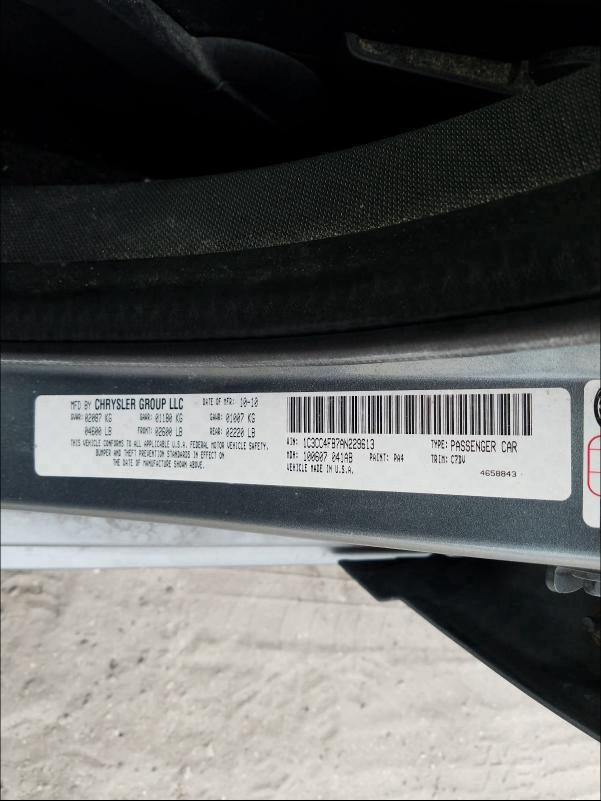 MFD BY CHRYSLER GROUP LLC DATE OF MFR: 10-10
GVWR: 02087 KG GAWR: 01180 KG GAWR: 01007 KG
04600 LB FRONT: 02600 LB REAR: 02220 LB
THIS VEHICLE CONFORMS TO ALL APPLICABLE U.S.A. FEDERAL MOTOR VEHICLE SAFETY,
BUMPER AND THEFT PREVENTION STANDARDS IN EFFECT ON
THE DATE OF MANUFACTURE SHOWN ABOVE.
VIN: 1C3CC4FB7AN229613 TYPE: PASSENGER CAR
MDH: 100607 041AB PAINT: PA4 TRIM: C7DV
VEHICLE MADE IN U.S.A. 4658843